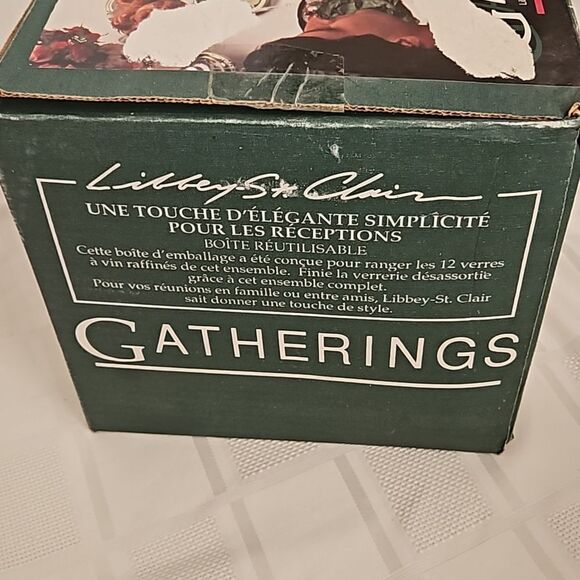 Libbey-St. Clair
UNE TOUCHE D'ÉLÉGANTE SIMPLICITÉ
POUR LES RÉCEPTIONS
BOÎTE RÉUTILISABLE
Cette boîte d'emballage a été conçue pour ranger les 12 verres
à vin raffinés de cet ensemble. Finie la verrerie désassortie
grâce à cet ensemble complet.
Pour vos réunions en famille ou entre amis, Libbey-St. Clair
sait donner une touche de style.
GATHERINGS